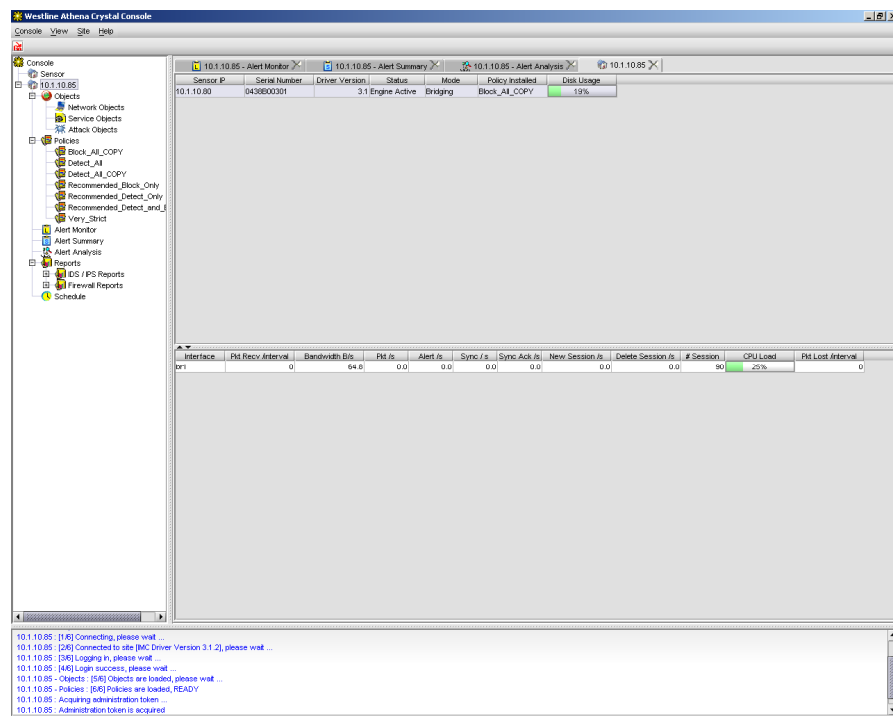 Westline Athena Crystal Console
Console View Site Help
Console
Sensor
10.1.10.85
Objects
Network Objects
Service Objects
Attack Objects
Policies
Block_All_COPY
Detect_All
Detect_All_COPY
Recommended_Block_Only
Recommended_Detect_Only
Recommended_Detect_and_
Very_Strict
Alert Monitor
Alert Summary
Alert Analysis
Reports
IDS / IPS Reports
Firewall Reports
Schedule
10.1.10.85 - Alert Monitor 10.1.10.85 - Alert Summary 10.1.10.85 - Alert Analysis 10.1.10.85
Sensor IP Serial Number Driver Version Status Mode Policy Installed Disk Usage
10.1.10.80 0438B00301 3.1 Engine Active Bridging Block_All_COPY 19%
Interface Pkt Recv /interval Bandwidth B/s Pkt /s Alert /s Sync / s Sync Ack /s New Session /s Delete Session /s # Session CPU Load Pkt Lost /interval
br1 0 64.8 0.0 0.0 0.0 0.0 0.0 0.0 90 25% 0
10.1.10.85 : [1/6] Connecting, please wait ...
10.1.10.85 : [2/6] Connected to site [IMC Driver Version 3.1.2], please wait ...
10.1.10.85 : [3/6] Logging in, please wait ...
10.1.10.85 : [4/6] Login success, please wait ...
10.1.10.85 - Objects : [5/6] Objects are loaded, please wait ...
10.1.10.85 - Policies : [6/6] Policies are loaded, READY
10.1.10.85 : Acquiring administration token ...
10.1.10.85 : Administration token is acquired